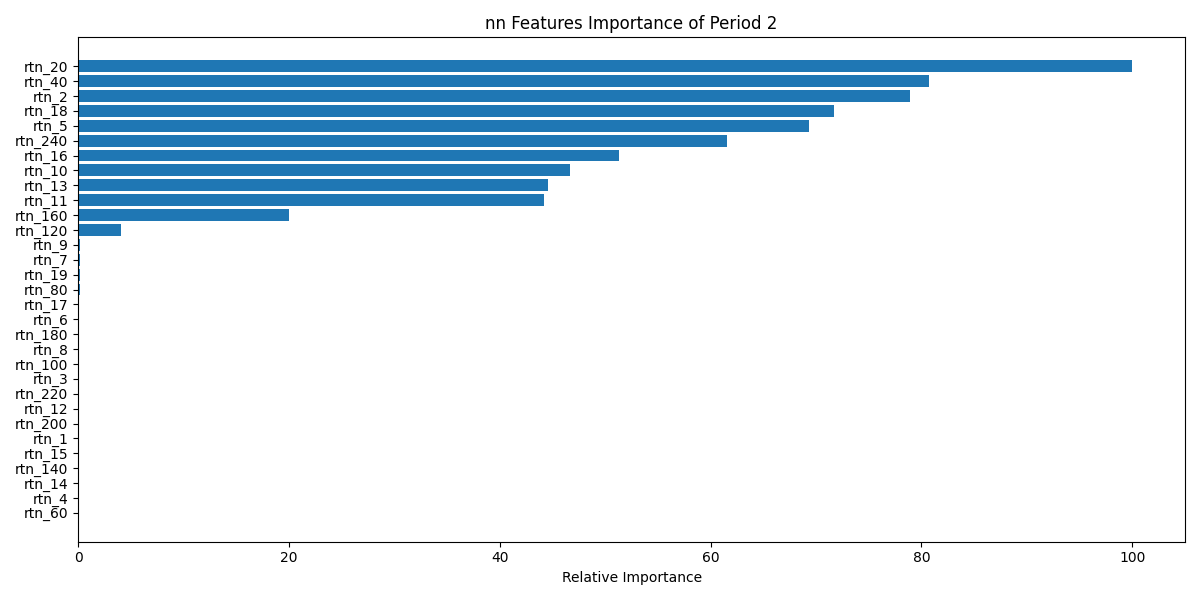 nn Features Importance of Period 2
rtn_20
rtn_40
rtn_2
rtn_18
rtn_5
rtn_240
rtn_16
rtn_10
rtn_13
rtn_11
rtn_160
rtn_120
rtn_9
rtn_7
rtn_19
rtn_80
rtn_17
rtn_6
rtn_180
rtn_8
rtn_100
rtn_3
rtn_220
rtn_12
rtn_200
rtn_1
rtn_15
rtn_140
rtn_14
rtn_4
rtn_60
0 20 40 60 80 100
Relative Importance